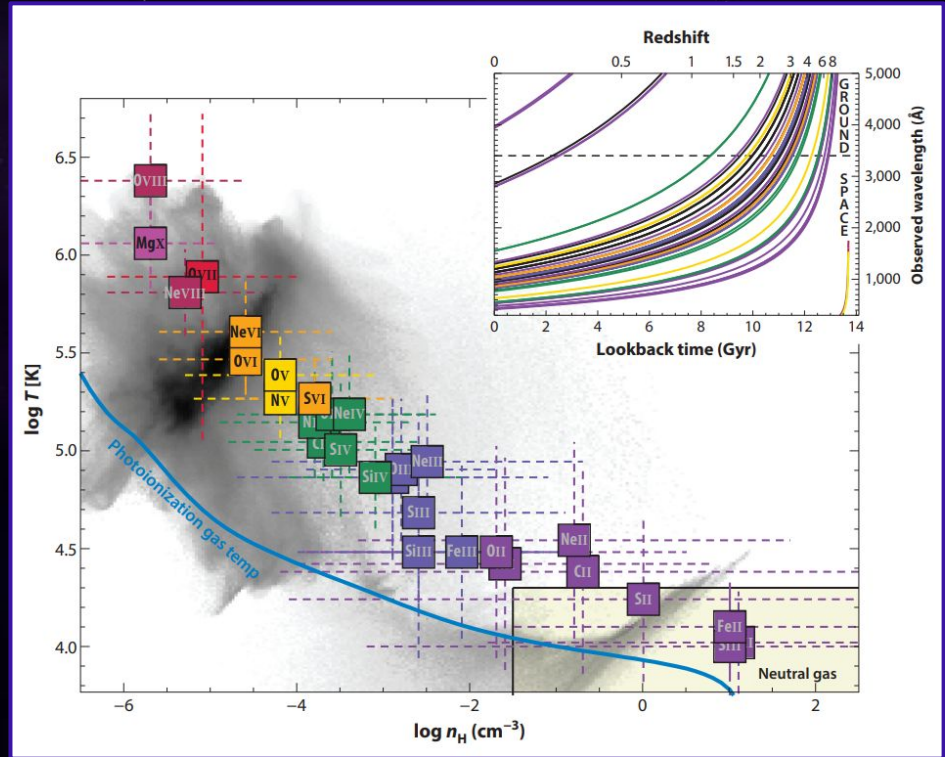 Redshift
0 0.5 1 1.5 2 3 4 6 8
5,000
4,000
3,000
2,000
1,000
Observed wavelength (Å)
GROUND
SPACE
0 2 4 6 8 10 12 14
Lookback time (Gyr)
6.5
6.0
5.5
5.0
4.5
4.0
log T [K]
OVIII
MgX
OVII
NeVIII
NeVI
OVI
OV
NV
SVI
NeIV
SIV
SiIV
NeIII
SIII
SiIII
FeIII
OII
NeII
CII
SII
FeII
Photoionization gas temp
Neutral gas
−6 −4 −2 0 2
log nH (cm−3)